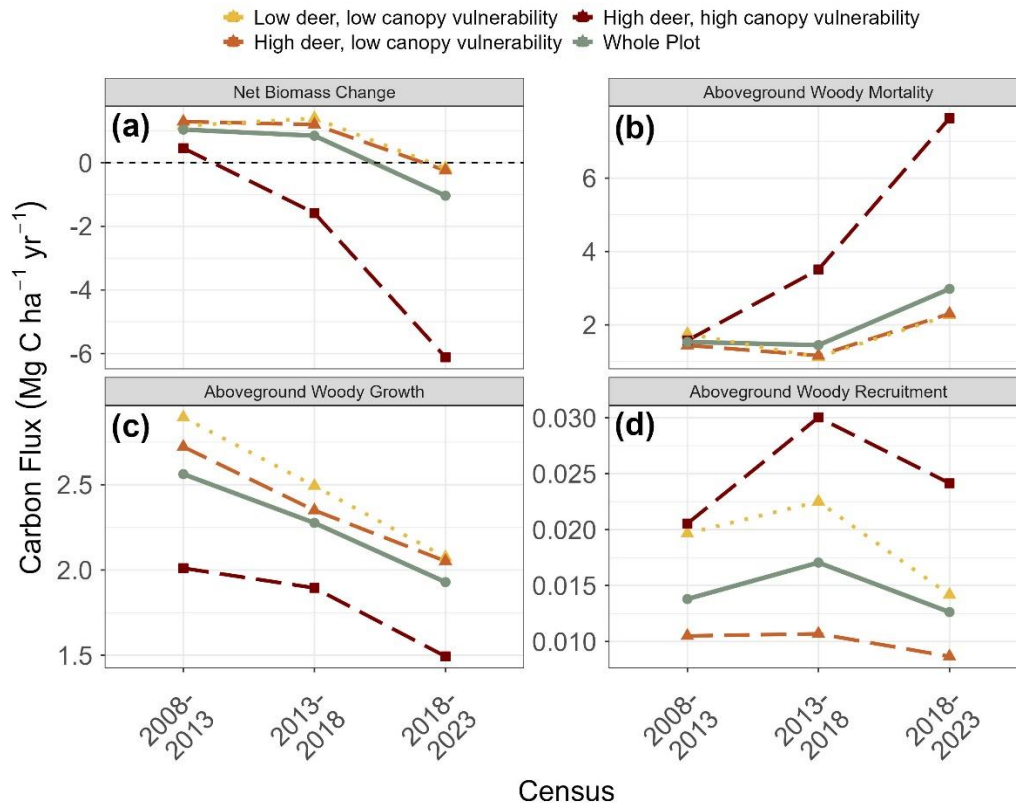 Low deer, low canopy vulnerability
High deer, high canopy vulnerability
High deer, low canopy vulnerability
Whole Plot
Net Biomass Change
Aboveground Woody Mortality
(a)
0
-2
-4
-6
(b)
6
4
2
Aboveground Woody Growth
Aboveground Woody Recruitment
(c)
2.5
2.0
1.5
(d)
0.030
0.025
0.020
0.015
0.010
Carbon Flux (Mg C ha⁻¹ yr⁻¹)
2008-
2013
2013-
2018
2018-
2023
2008-
2013
2013-
2018
2018-
2023
Census